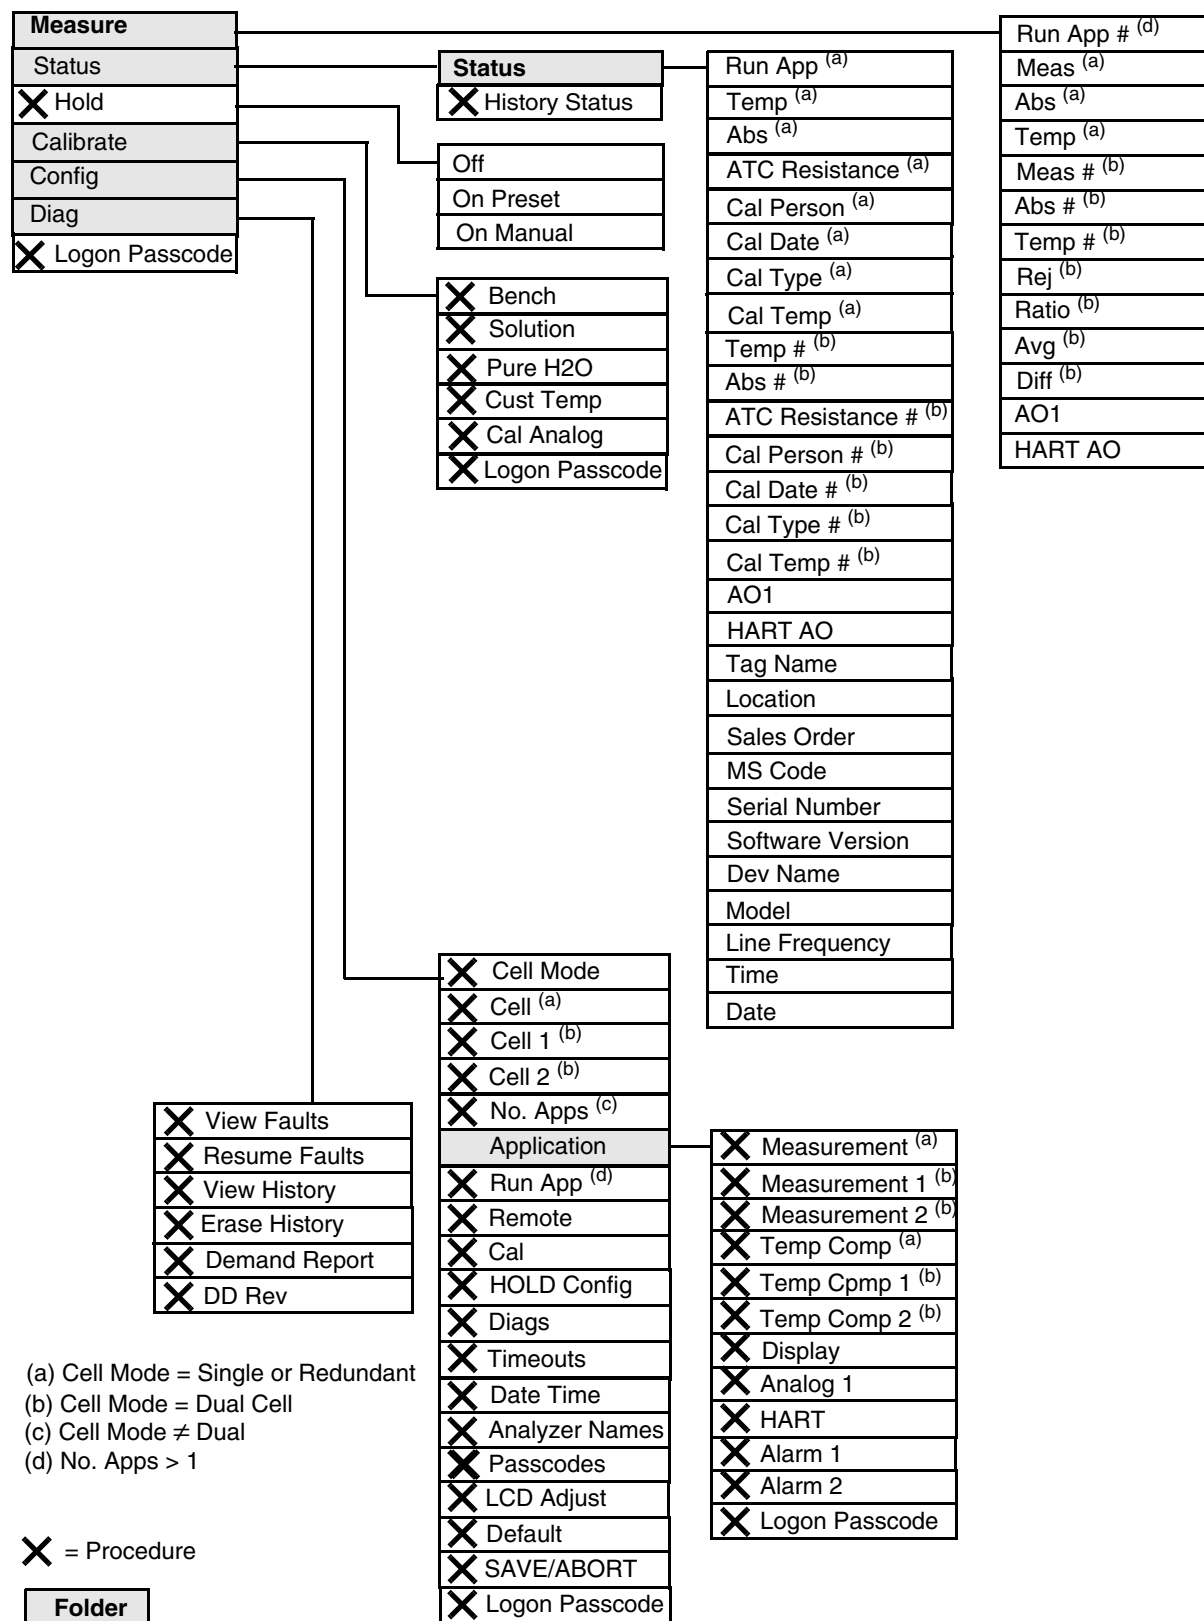 Measure
Status
Hold
Calibrate
Config
Diag
Logon Passcode
Status
History Status
Off
On Preset
On Manual
Bench
Solution
Pure H2O
Cust Temp
Cal Analog
Logon Passcode
Run App (a)
Temp (a)
Abs (a)
ATC Resistance (a)
Cal Person (a)
Cal Date (a)
Cal Type (a)
Cal Temp (a)
Temp # (b)
Abs # (b)
ATC Resistance # (b)
Cal Person # (b)
Cal Date # (b)
Cal Type # (b)
Cal Temp # (b)
AO1
HART AO
Tag Name
Location
Sales Order
MS Code
Serial Number
Software Version
Dev Name
Model
Line Frequency
Time
Date
Run App # (d)
Meas (a)
Abs (a)
Temp (a)
Meas # (b)
Abs # (b)
Temp # (b)
Rej (b)
Ratio (b)
Avg (b)
Diff (b)
AO1
HART AO
Cell Mode
Cell (a)
Cell 1 (b)
Cell 2 (b)
No. Apps (c)
Application
Run App (d)
Remote
Cal
HOLD Config
Diags
Timeouts
Date Time
Analyzer Names
Passcodes
LCD Adjust
Default
SAVE/ABORT
Logon Passcode
Measurement (a)
Measurement 1 (b)
Measurement 2 (b)
Temp Comp (a)
Temp Cpmp 1 (b)
Temp Comp 2 (b)
Display
Analog 1
HART
Alarm 1
Alarm 2
Logon Passcode
View Faults
Resume Faults
View History
Erase History
Demand Report
DD Rev
(a) Cell Mode = Single or Redundant
(b) Cell Mode = Dual Cell
(c) Cell Mode ≠ Dual
(d) No. Apps > 1
= Procedure
Folder